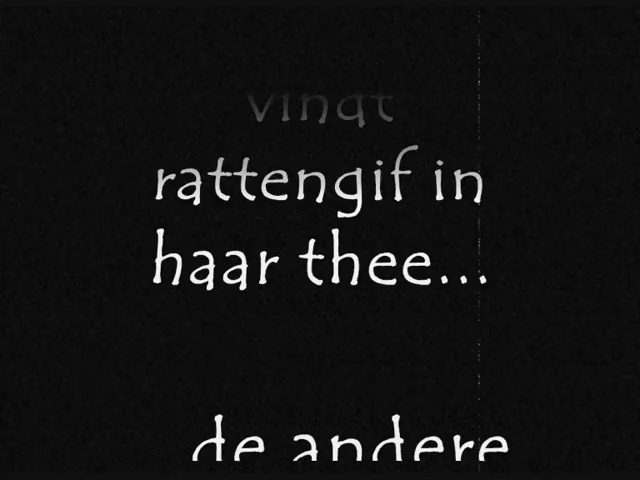 vindt
rattengif in
haar thee...
de andere